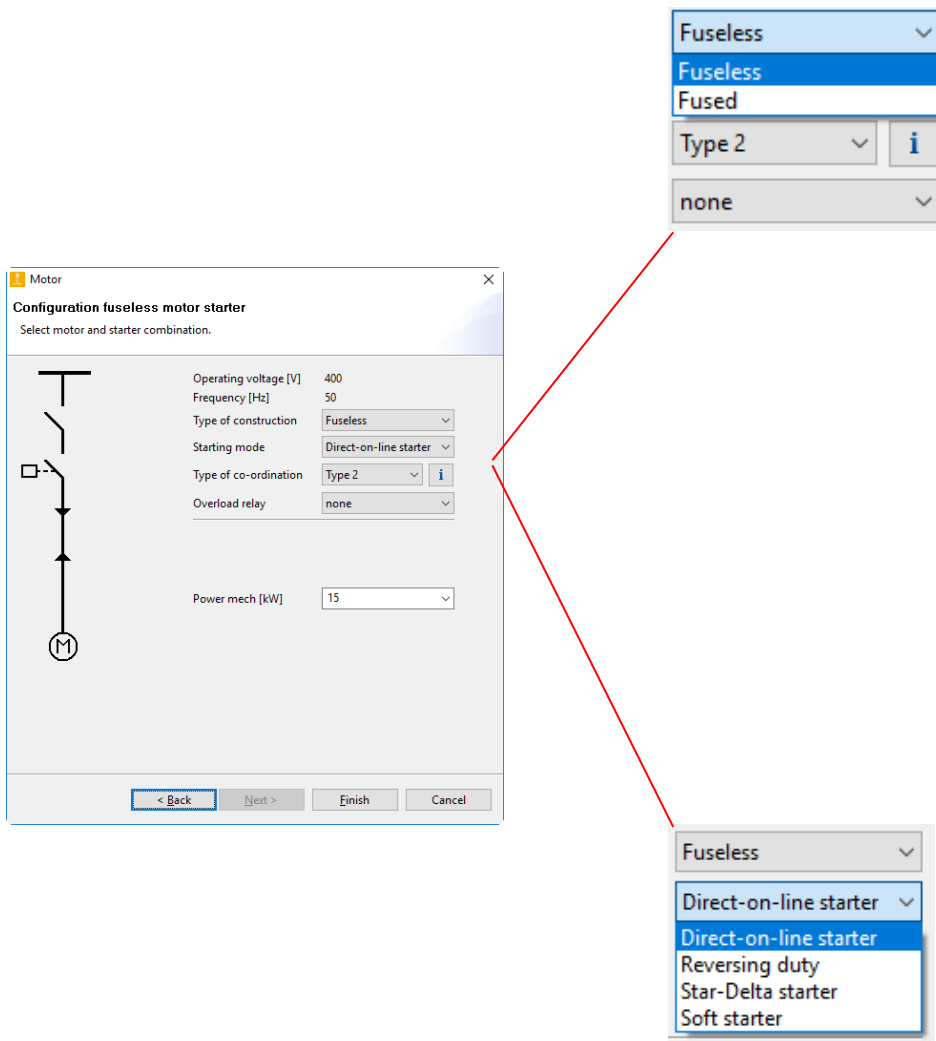 Fuseless
Fuseless
Fused
Type 2 i
none
Motor
Configuration fuseless motor starter
Select motor and starter combination.
Operating voltage [V] 400
Frequency [Hz] 50
Type of construction Fuseless
Starting mode Direct-on-line starter
Type of co-ordination Type 2 i
Overload relay none
Power mech [kW] 15
M
< Back Next > Finish Cancel
Fuseless
Direct-on-line starter
Direct-on-line starter
Reversing duty
Star-Delta starter
Soft starter